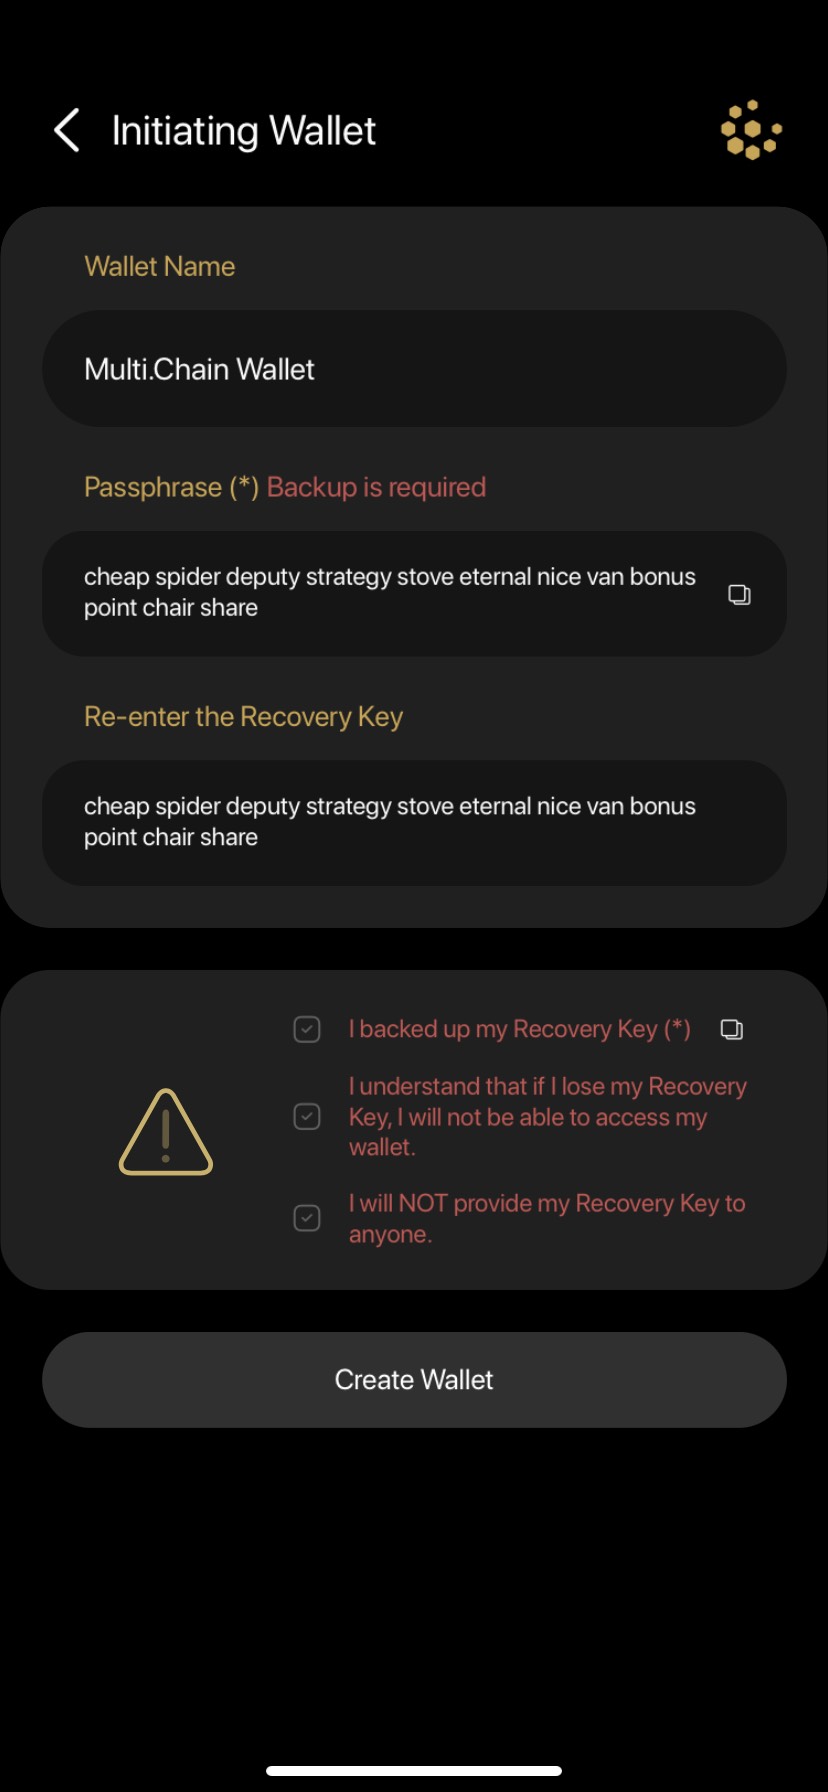 Initiating Wallet
Wallet Name
Multi.Chain Wallet
Passphrase (*) Backup is required
cheap spider deputy strategy stove eternal nice van bonus
point chair share
Re-enter the Recovery Key
cheap spider deputy strategy stove eternal nice van bonus
point chair share
I backed up my Recovery Key (*)
I understand that if I lose my Recovery
Key, I will not be able to access my
wallet.
I will NOT provide my Recovery Key to
anyone.
Create Wallet